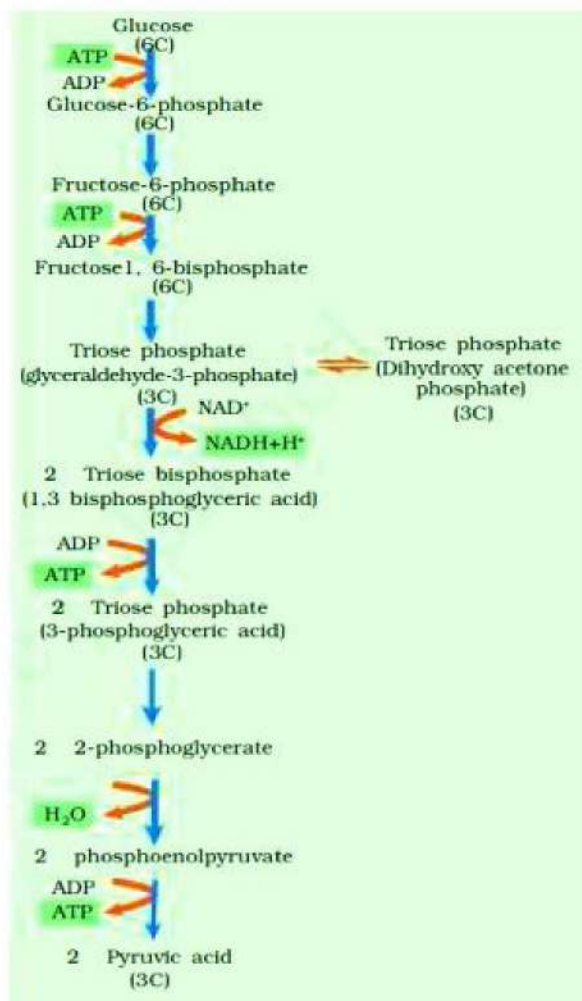 Glucose
(6C)
ATP
ADP
Glucose-6-phosphate
(6C)
Fructose-6-phosphate
(6C)
ATP
ADP
Fructose1, 6-bisphosphate
(6C)
Triose phosphate
(glyceraldehyde-3-phosphate)
(3C)
Triose phosphate
(Dihydroxy acetone
phosphate)
(3C)
NAD⁺
NADH+H⁺
2 Triose bisphosphate
(1,3 bisphosphoglyceric acid)
(3C)
ADP
ATP
2 Triose phosphate
(3-phosphoglyceric acid)
(3C)
2 2-phosphoglycerate
H₂O
2 phosphoenolpyruvate
ADP
ATP
2 Pyruvic acid
(3C)